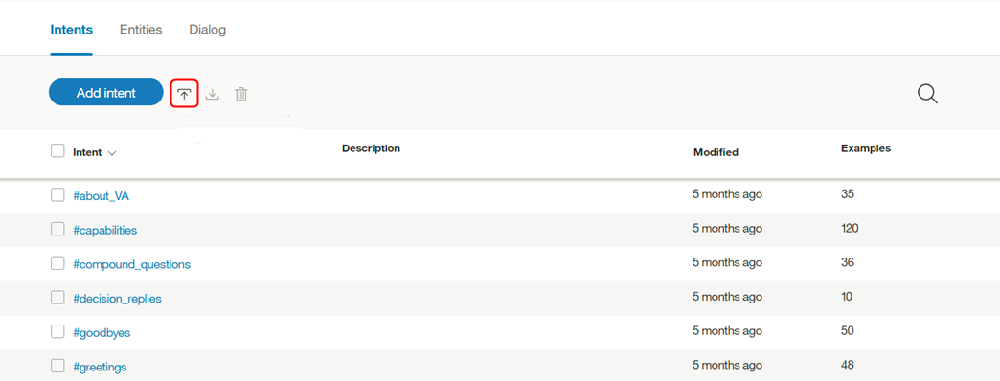 Intents Entities Dialog
Add intent
Intent Description Modified Examples
#about_VA 5 months ago 35
#capabilities 5 months ago 120
#compound_questions 5 months ago 36
#decision_replies 5 months ago 10
#goodbyes 5 months ago 50
#greetings 5 months ago 48